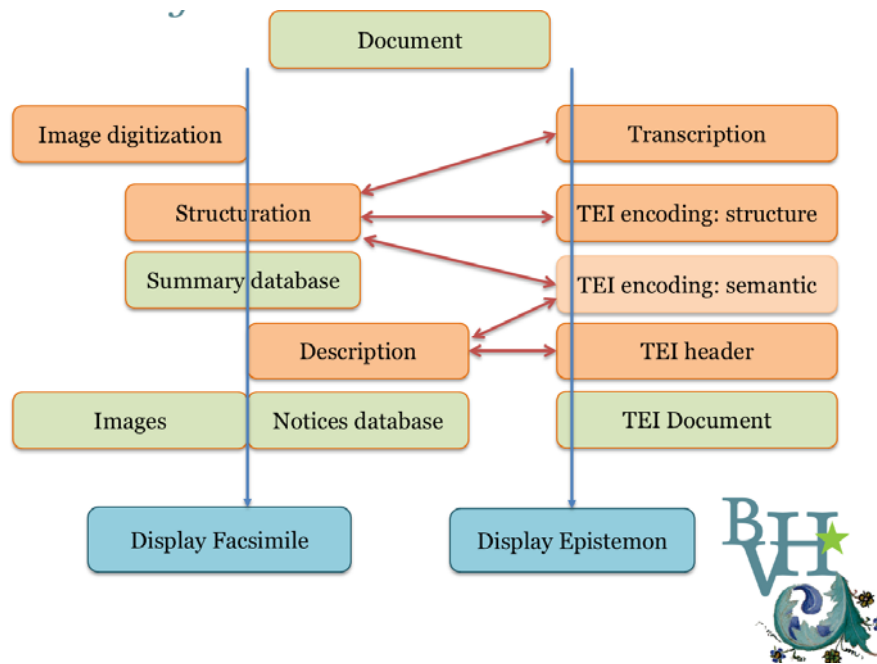 Document
Image digitization
Transcription
Structuration
TEI encoding: structure
Summary database
TEI encoding: semantic
Description
TEI header
Images
Notices database
TEI Document
Display Facsimile
Display Epistemon
BVH